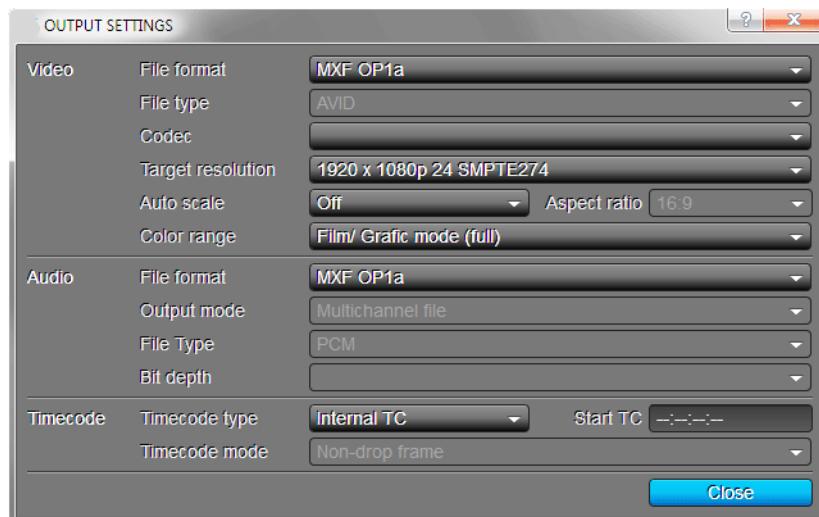 OUTPUT SETTINGS
Video File format MXF OP1a
File type AVID
Codec
Target resolution 1920 x 1080p 24 SMPTE274
Auto scale Off Aspect ratio 16:9
Color range Film/ Grafic mode (full)
Audio File format MXF OP1a
Output mode Multichannel file
File Type PCM
Bit depth
Timecode Timecode type Internal TC Start TC --:--:--:--
Timecode mode Non-drop frame
Close